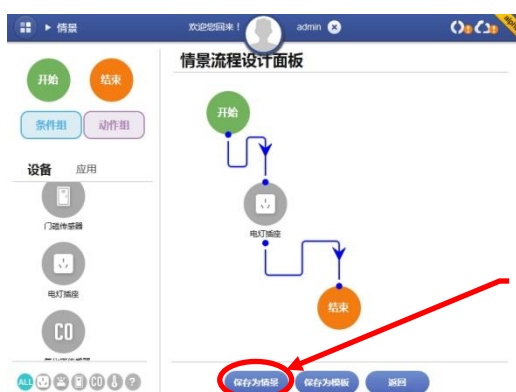 ▸ 情景
欢迎您回来！
admin
alpha
开始
结束
条件组
动作组
设备
应用
门磁传感器
电灯插座
CO
ALL
CO
?
情景流程设计面板
开始
电灯插座
结束
保存为情景
保存为模板
返回